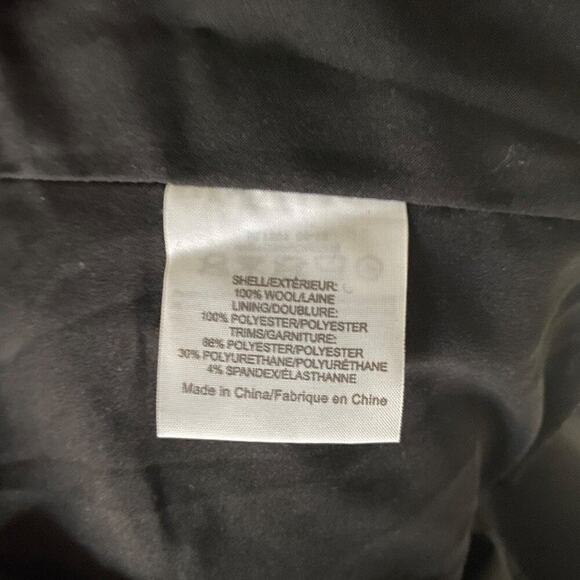 SHELL/EXTÉRIEUR:
100% WOOL/LAINE
LINING/DOUBLURE:
100% POLYESTER/POLYESTER
TRIMS/GARNITURE:
66% POLYESTER/POLYESTER
30% POLYURETHANE/POLYURÉTHANE
4% SPANDEX/ÉLASTHANNE
Made in China/Fabrique en Chine